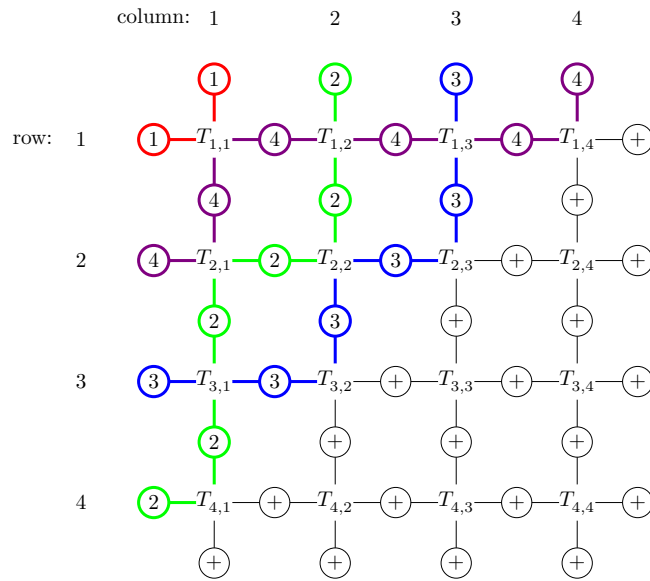 column: 1 2 3 4
1 2 3 4
row: 1 1 T1,1 4 T1,2 4 T1,3 4 T1,4 +
4 2 3 +
2 4 T2,1 2 T2,2 3 T2,3 + T2,4 +
2 3 + +
3 3 T3,1 3 T3,2 + T3,3 + T3,4 +
2 + + +
4 2 T4,1 + T4,2 + T4,3 + T4,4 +
+ + + +